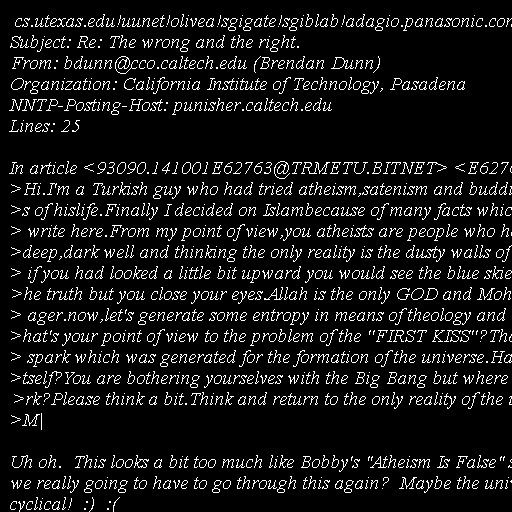 cs.utexas.edu!uunet!olivea!sgigate!sgiblab!adagio.panasonic.com
Subject: Re: The wrong and the right.
From: bdunn@cco.caltech.edu (Brendan Dunn)
Organization: California Institute of Technology, Pasadena
NNTP-Posting-Host: punisher.caltech.edu
Lines: 25
In article <93090.141001E62763@TRMETU.BITNET> <E627
>Hi.I'm a Turkish guy who had tried atheism,satenism and buddi
>s of hislife.Finally I decided on Islambecause of many facts whic
> write here.From my point of view,you atheists are people who h
>deep,dark well and thinking the only reality is the dusty walls of
> if you had looked a little bit upward you would see the blue skie
>he truth but you close your eyes.Allah is the only GOD and Moh
> ager.now,let's generate some entropy in means of theology and
>hat's your point of view to the problem of the "FIRST KISS"?Tha
> spark which was generated for the formation of the universe.Ha
>tself?You are bothering yourselves with the Big Bang but where
>rk?Please think a bit.Think and return to the only reality of the
>M|
Uh oh.  This looks a bit too much like Bobby's "Atheism Is False"
we really going to have to go through this again?  Maybe the uni
cyclical!  :)  :(